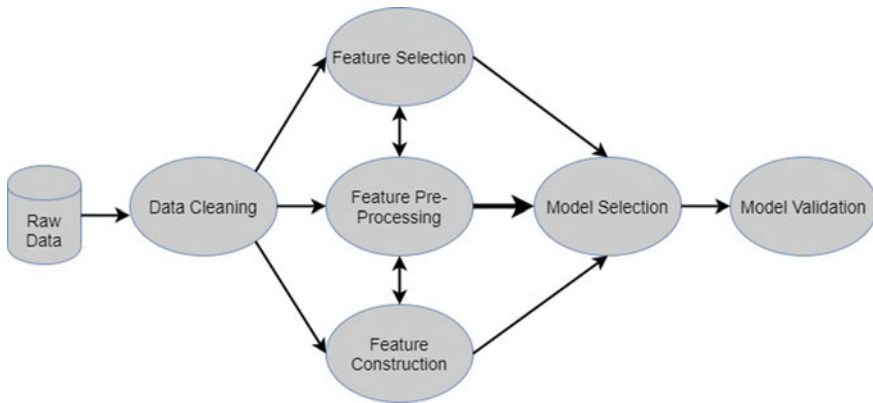 Feature Selection
Raw
Data
Data Cleaning
Feature Pre-
Processing
Model Selection
Model Validation
Feature
Construction